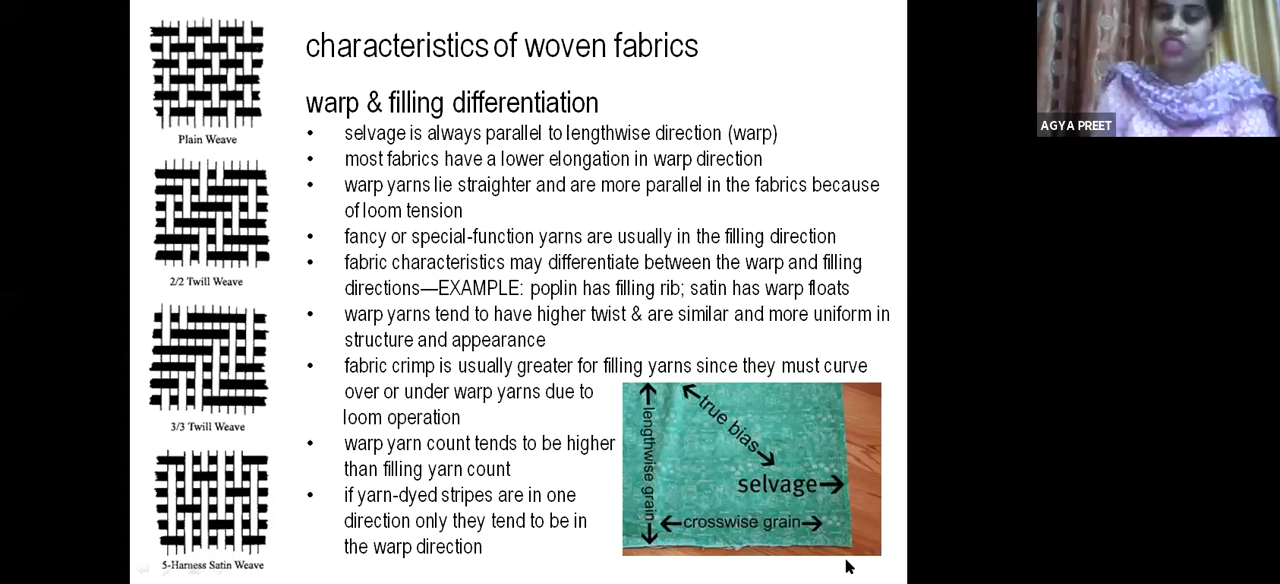 characteristics of woven fabrics
warp & filling differentiation
• selvage is always parallel to lengthwise direction (warp)
• most fabrics have a lower elongation in warp direction
• warp yarns lie straighter and are more parallel in the fabrics because
of loom tension
• fancy or special-function yarns are usually in the filling direction
• fabric characteristics may differentiate between the warp and filling
directions—EXAMPLE: poplin has filling rib; satin has warp floats
• warp yarns tend to have higher twist & are similar and more uniform in
structure and appearance
• fabric crimp is usually greater for filling yarns since they must curve
over or under warp yarns due to
loom operation
• warp yarn count tends to be higher
than filling yarn count
• if yarn-dyed stripes are in one
direction only they tend to be in
the warp direction
Plain Weave
2/2 Twill Weave
3/3 Twill Weave
5-Harness Satin Weave
lengthwise grain
true bias
selvage
crosswise grain
AGYA PREET